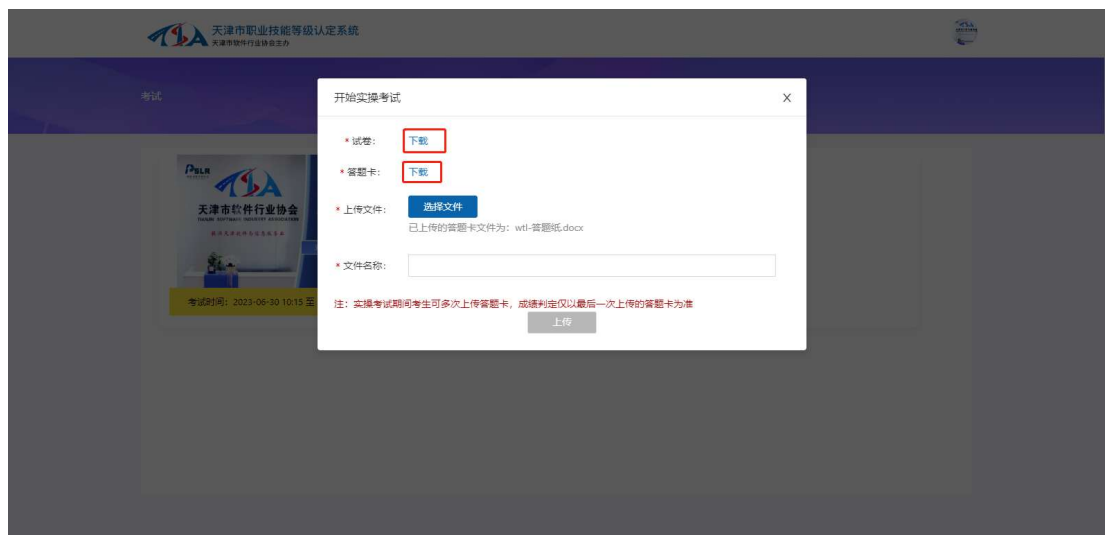 天津市职业技能等级认定系统
天津市软件行业协会主办
考试
开始实操考试
X
* 试卷：
下载
* 答题卡：
下载
* 上传文件：
选择文件
已上传的答题卡文件为：wtl-答题纸.docx
* 文件名称：
注：实操考试期间考生可多次上传答题卡，成绩判定仅以最后一次上传的答题卡为准
上传
天津市软件行业协会
考试时间：2023-06-30 10:15 至